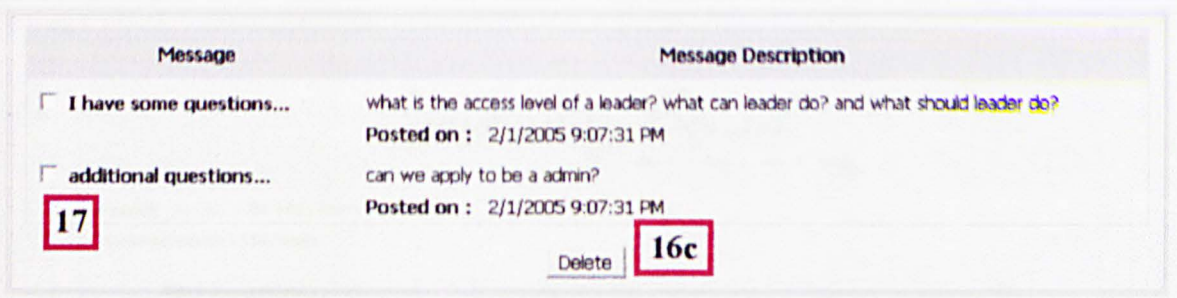 Message Message Description
I have some questions... what is the access level of a leader? what can leader do? and what should leader do?
Posted on : 2/1/2005 9:07:31 PM
additional questions... can we apply to be a admin?
Posted on : 2/1/2005 9:07:31 PM
17
Delete 16c